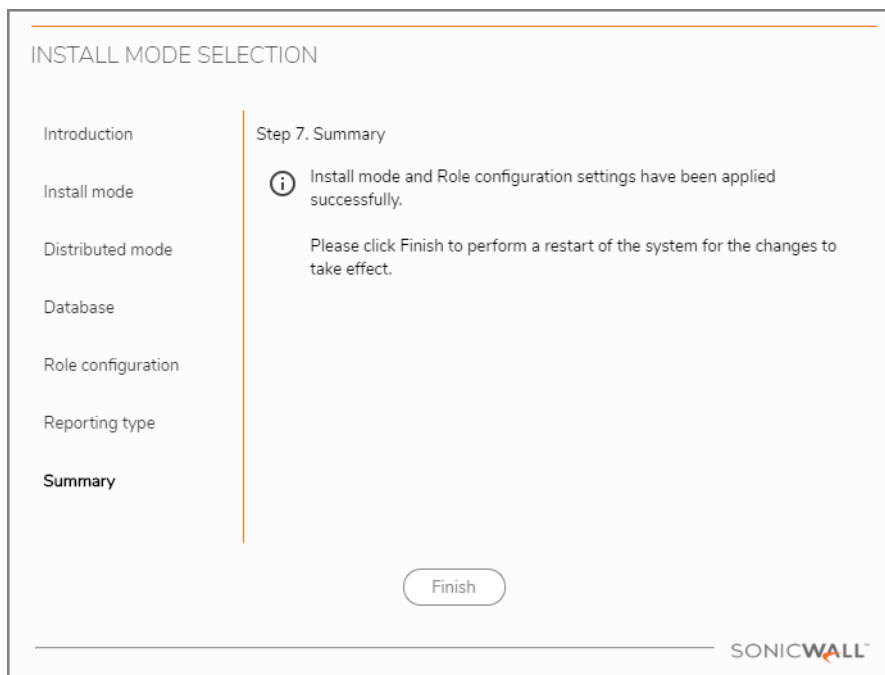 INSTALL MODE SELECTION
Introduction
Install mode
Distributed mode
Database
Role configuration
Reporting type
Summary
Step 7. Summary
Install mode and Role configuration settings have been applied
successfully.
Please click Finish to perform a restart of the system for the changes to
take effect.
Finish
SONICWALL™